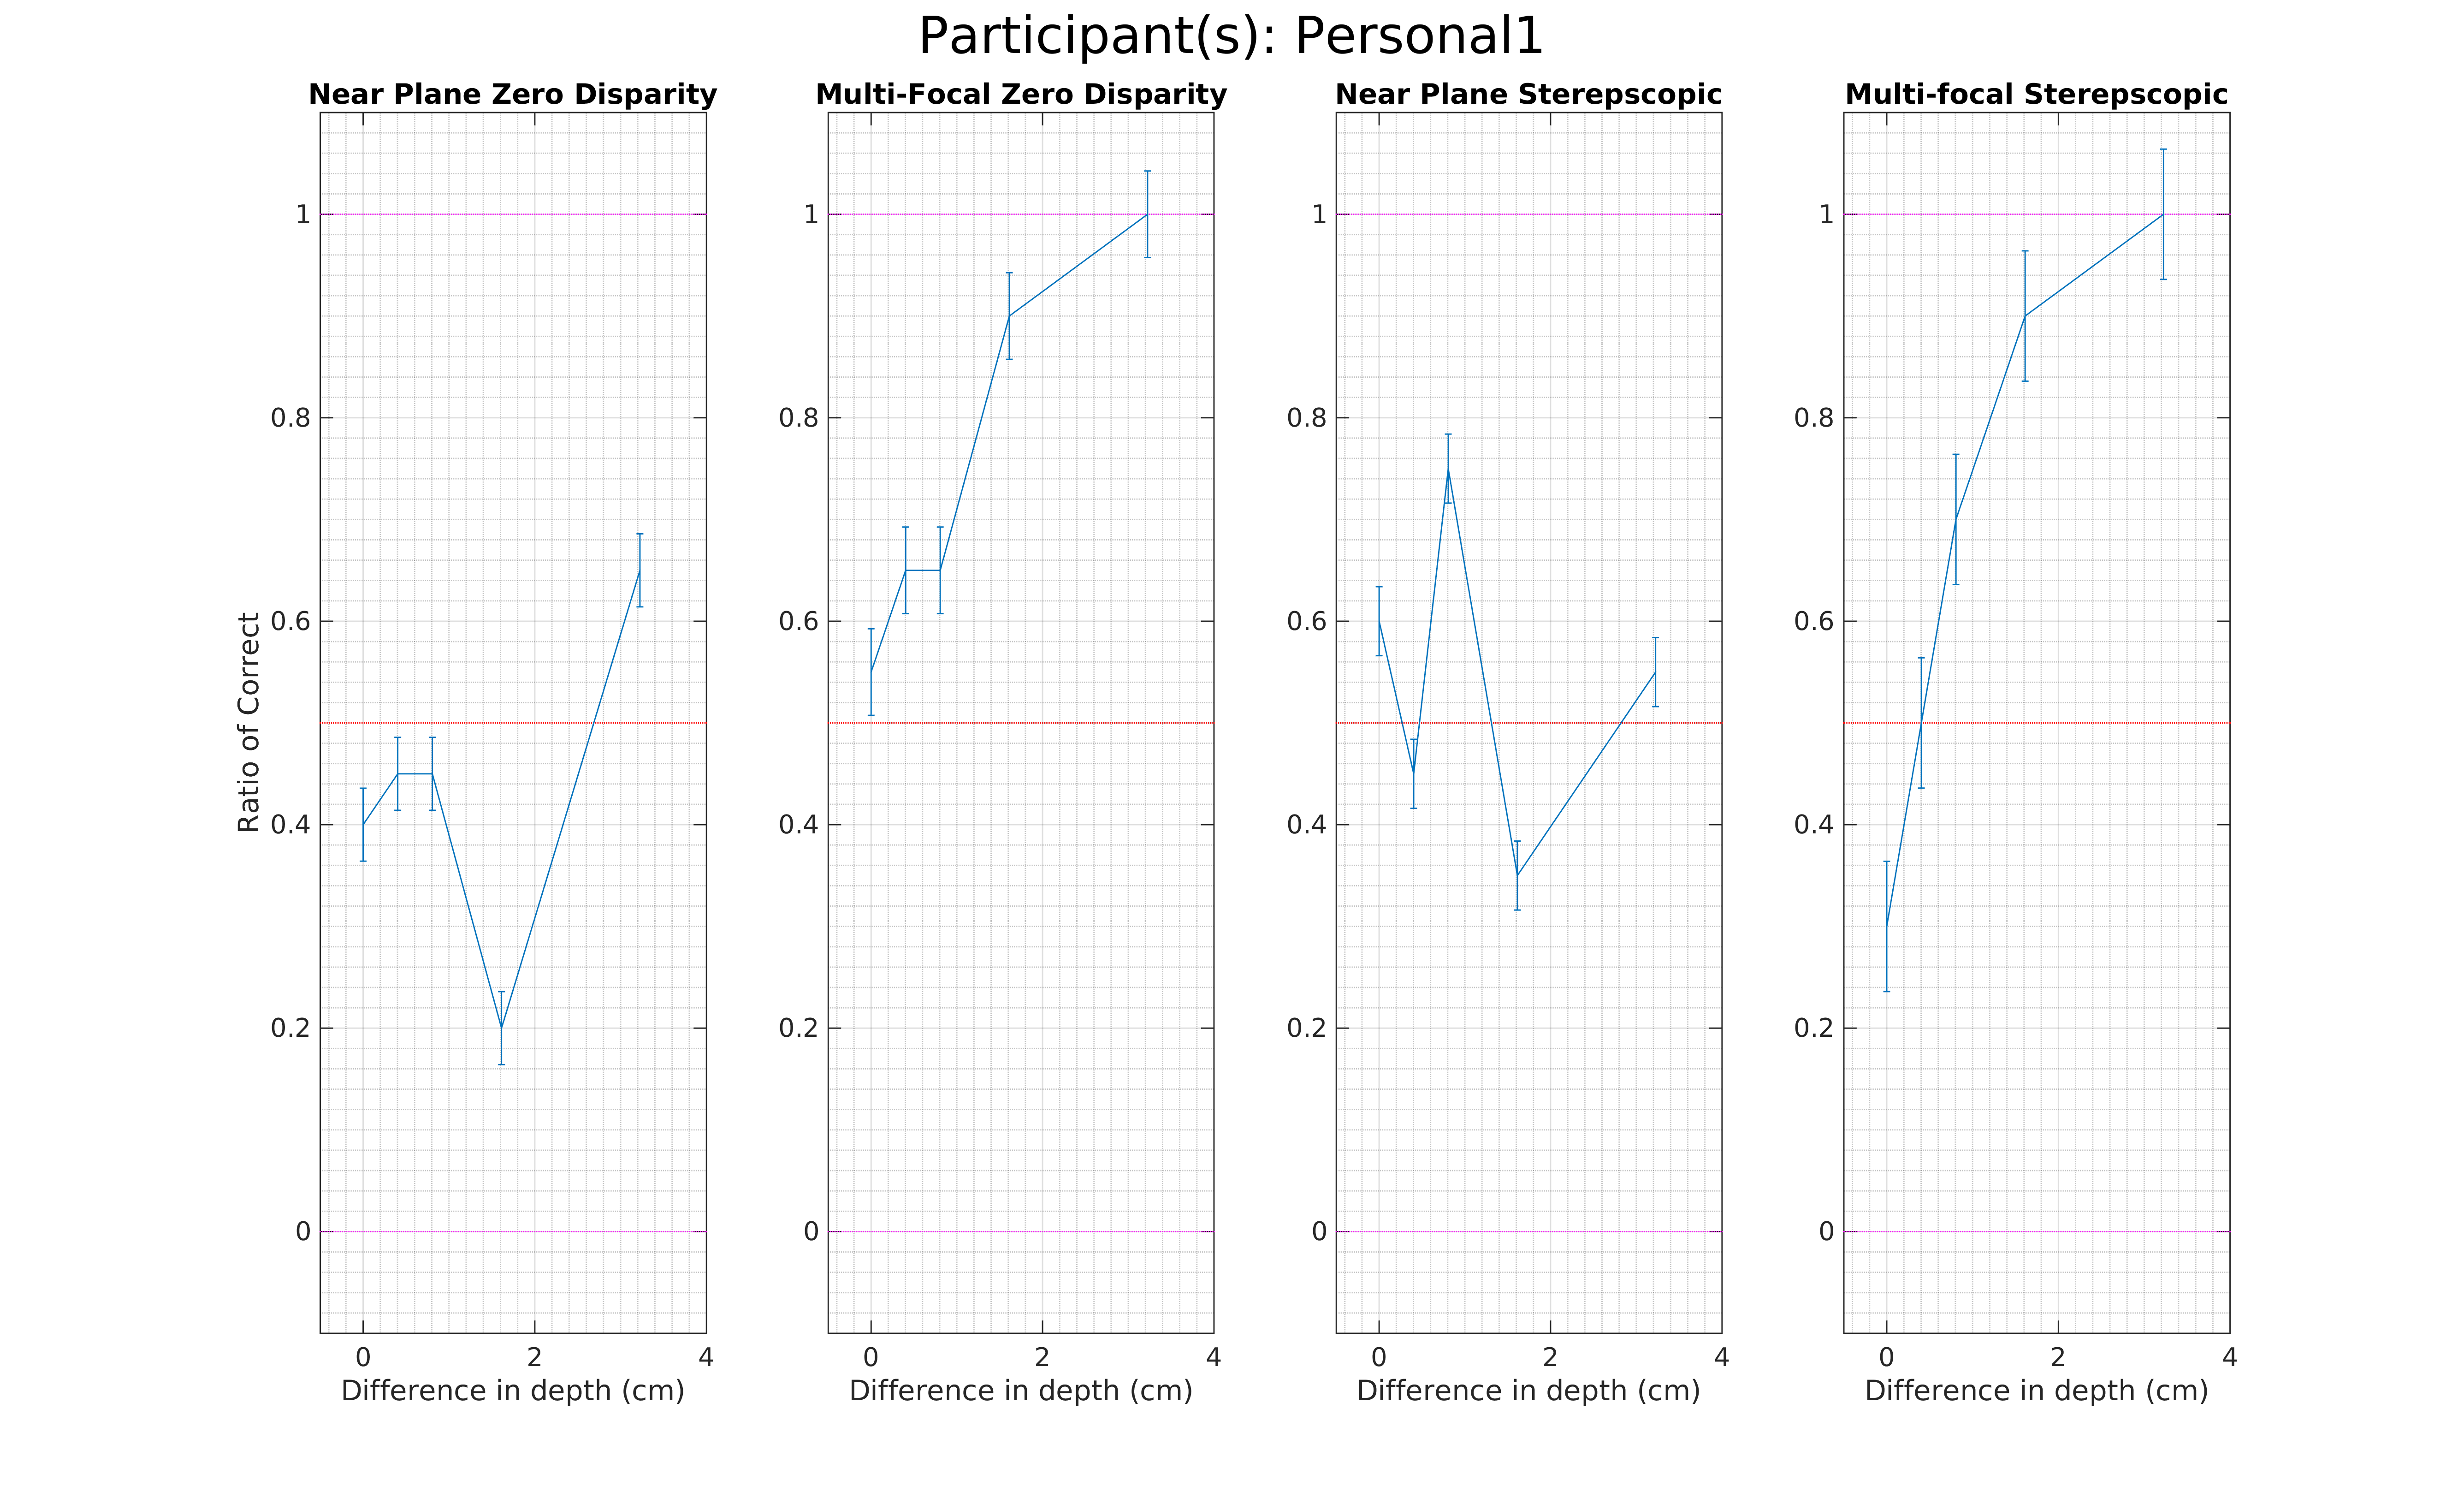 Participant(s): Personal1
Near Plane Zero Disparity
Multi-Focal Zero Disparity
Near Plane Sterepscopic
Multi-focal Sterepscopic
Ratio of Correct
1
0.8
0.6
0.4
0.2
0
0 2 4
Difference in depth (cm)
1
0.8
0.6
0.4
0.2
0
0 2 4
Difference in depth (cm)
1
0.8
0.6
0.4
0.2
0
0 2 4
Difference in depth (cm)
1
0.8
0.6
0.4
0.2
0
0 2 4
Difference in depth (cm)